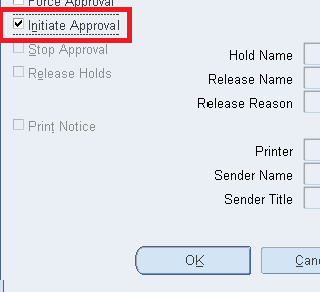 Force Approval
Initiate Approval
Stop Approval
Release Holds
Print Notice
Hold Name
Release Name
Release Reason
Printer
Sender Name
Sender Title
OK
Canc